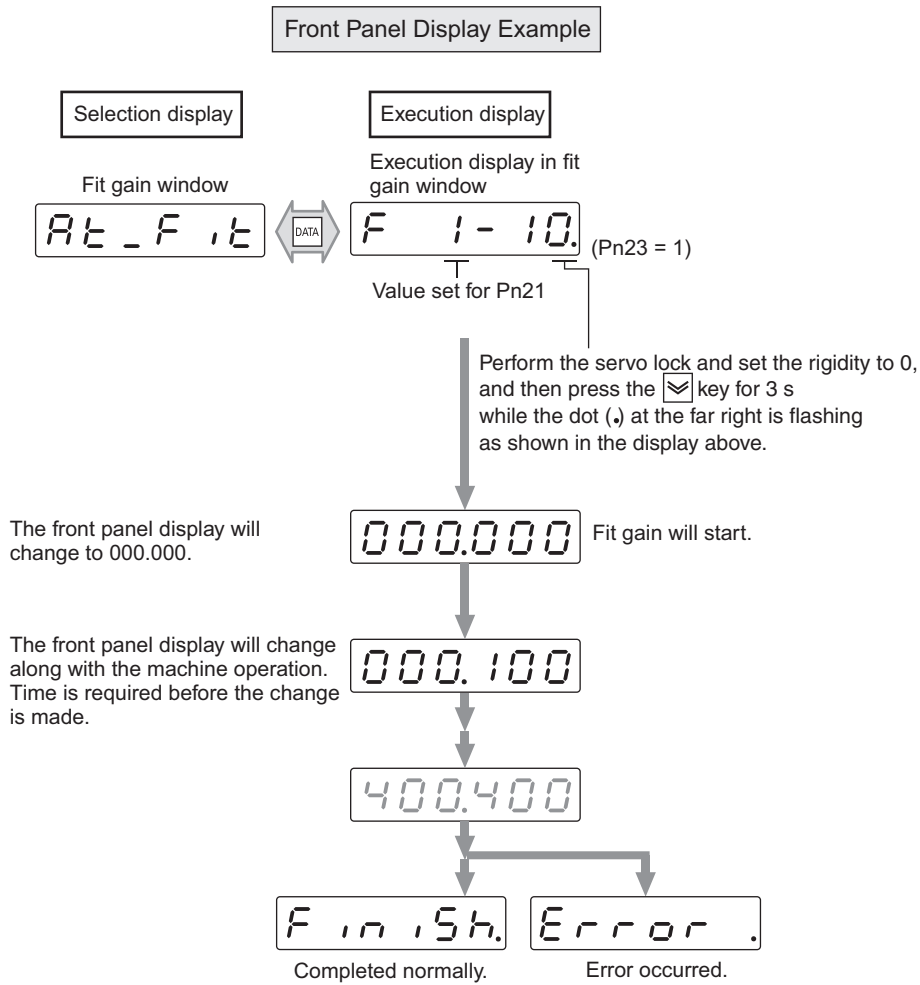 Front Panel Display Example
Selection display
Execution display
Fit gain window
Execution display in fit
gain window
At_Fit
DATA
F 1- 10.
(Pn23 = 1)
Value set for Pn21
Perform the servo lock and set the rigidity to 0,
and then press the key for 3 s
while the dot (.) at the far right is flashing
as shown in the display above.
The front panel display will
change to 000.000.
000.000
Fit gain will start.
The front panel display will change
along with the machine operation.
Time is required before the change
is made.
000.100
400.400
FiniSh.
Error .
Completed normally.
Error occurred.